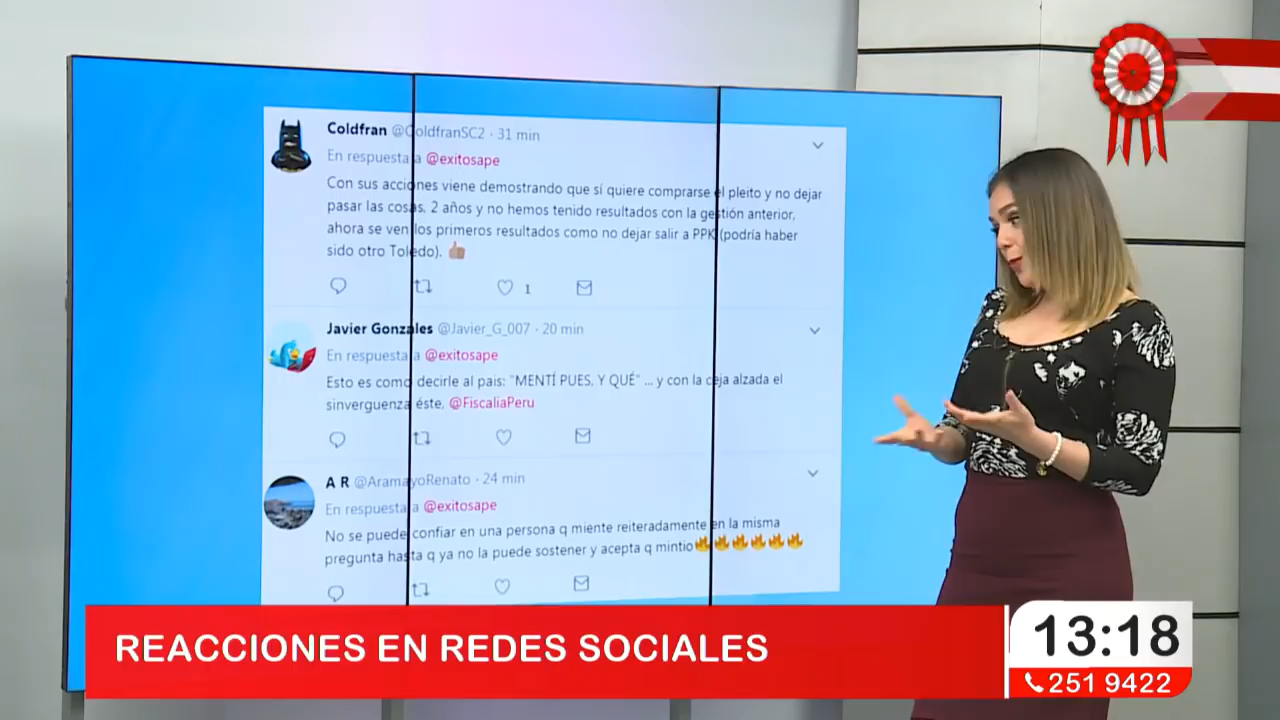 Coldfran @ColdfranSC2 · 31 min
En respuesta a @exitosape
Con sus acciones viene demostrando que sí quiere comprarse el pleito y no dejar
pasar las cosas, 2 años y no hemos tenido resultados con la gestión anterior,
ahora se ven los primeros resultados como no dejar salir a PPK (podría haber
sido otro Toledo). 👍
1
Javier Gonzales @Javier_G_007 · 20 min
En respuesta a @exitosape
Esto es como decirle al pais: "MENTÍ PUES, Y QUÉ" ... y con la ceja alzada el
sinverguenza éste. @FiscaliaPeru
A R @AramayoRenato · 24 min
En respuesta a @exitosape
No se puede confiar en una persona q miente reiteradamente en la misma
pregunta hasta q ya no la puede sostener y acepta q mintio🔥🔥🔥🔥🔥🔥
REACCIONES EN REDES SOCIALES
13:18
251 9422